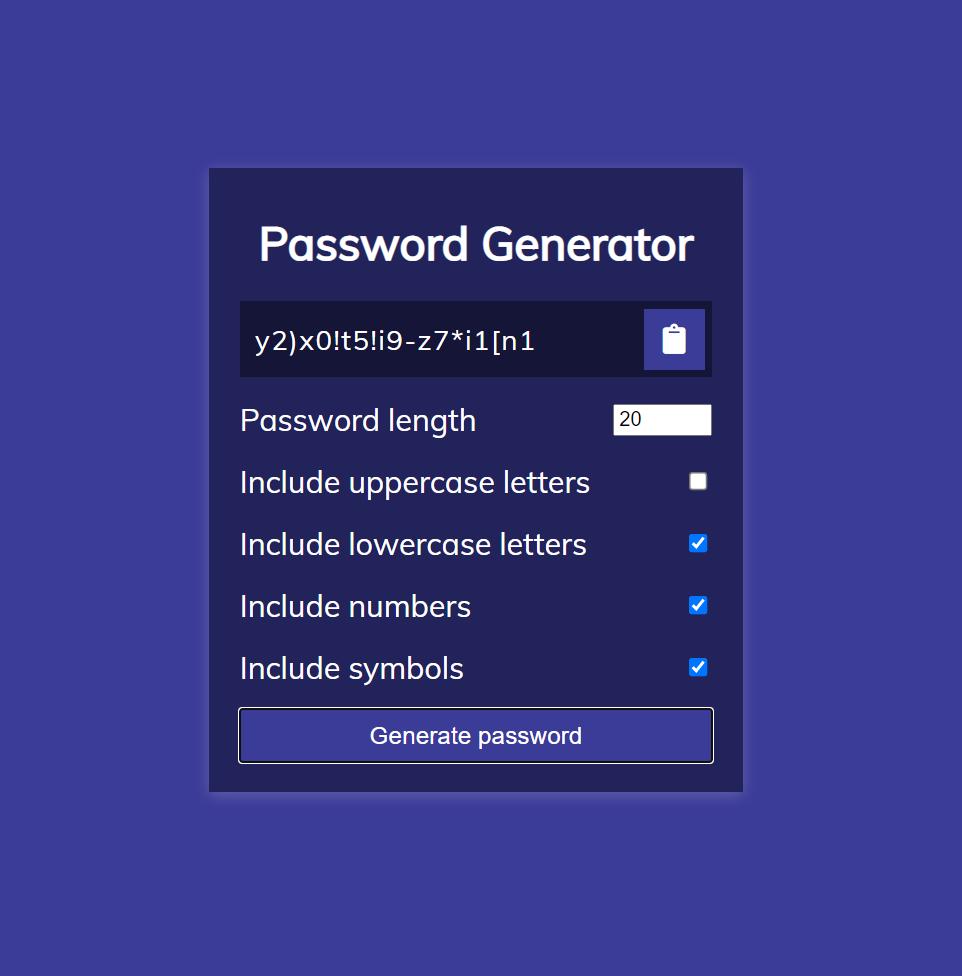 Password Generator
y2)x0!t5!i9-z7*i1[n1
Password length 20
Include uppercase letters
Include lowercase letters
Include numbers
Include symbols
Generate password